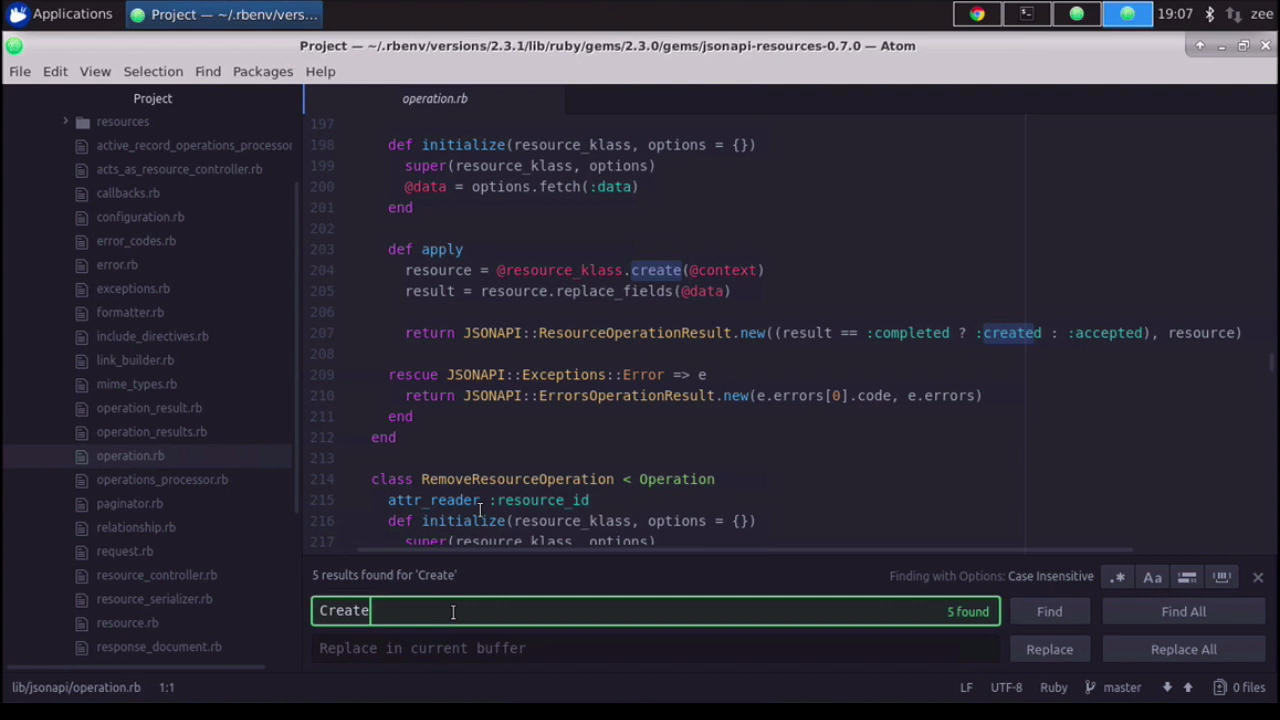 Applications
Project — ~/.rbenv/vers...
19:07
zee
Project — ~/.rbenv/versions/2.3.1/lib/ruby/gems/2.3.0/gems/jsonapi-resources-0.7.0 — Atom
File Edit View Selection Find Packages Help
Project
resources
active_record_operations_processor
acts_as_resource_controller.rb
callbacks.rb
configuration.rb
error_codes.rb
error.rb
exceptions.rb
formatter.rb
include_directives.rb
link_builder.rb
mime_types.rb
operation_result.rb
operation_results.rb
operation.rb
operations_processor.rb
paginator.rb
relationship.rb
request.rb
resource_controller.rb
resource_serializer.rb
resource.rb
response_document.rb
operation.rb
197
198 def initialize(resource_klass, options = {})
199 super(resource_klass, options)
200 @data = options.fetch(:data)
201 end
202
203 def apply
204 resource = @resource_klass.create(@context)
205 result = resource.replace_fields(@data)
206
207 return JSONAPI::ResourceOperationResult.new((result == :completed ? :created : :accepted), resource)
208
209 rescue JSONAPI::Exceptions::Error => e
210 return JSONAPI::ErrorsOperationResult.new(e.errors[0].code, e.errors)
211 end
212 end
213
214 class RemoveResourceOperation < Operation
215 attr_reader :resource_id
216 def initialize(resource_klass, options = {})
217 super(resource_klass, options)
5 results found for 'Create'
Finding with Options: Case Insensitive
.* Aa
Create
5 found
Find
Find All
Replace in current buffer
Replace
Replace All
lib/jsonapi/operation.rb 1:1
LF UTF-8 Ruby master 0 files